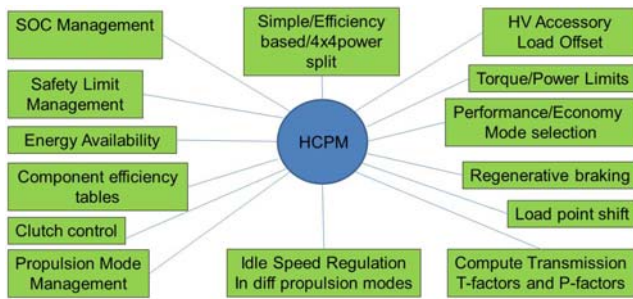 SOC Management
Simple/Efficiency
based/4x4power
split
HV Accessory
Load Offset
Safety Limit
Management
Torque/Power Limits
Performance/Economy
Mode selection
Energy Availability
HCPM
Component efficiency
tables
Regenerative braking
Clutch control
Load point shift
Propulsion Mode
Management
Idle Speed Regulation
In diff propulsion modes
Compute Transmission
T-factors and P-factors